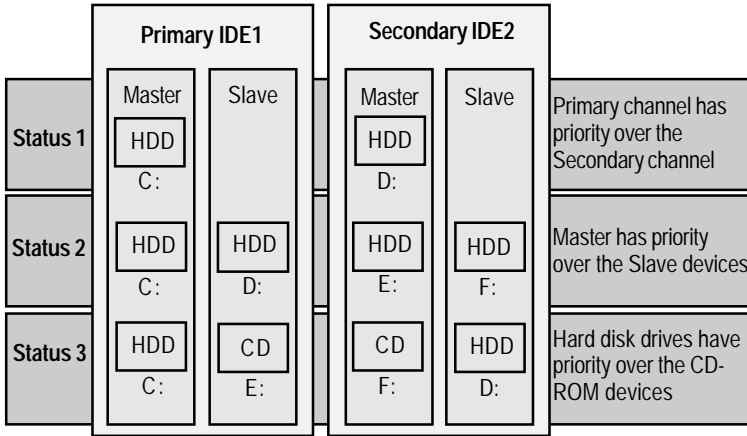 Primary IDE1 Secondary IDE2
Master Slave Master Slave
Status 1
HDD HDD
C: D:
Primary channel has
priority over the
Secondary channel
Status 2
HDD HDD HDD HDD
C: D: E: F:
Master has priority
over the Slave devices
Status 3
HDD CD CD HDD
C: E: F: D:
Hard disk drives have
priority over the CD-
ROM devices